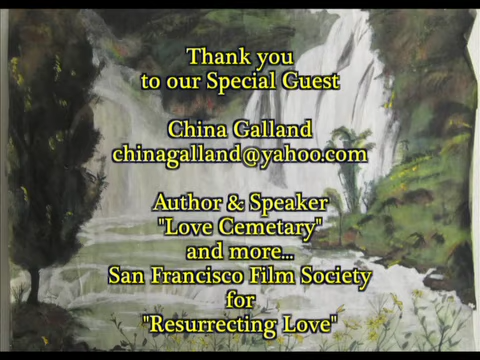 Thank you
to our Special Guest
China Galland
chinagalland@yahoo.com
Author & Speaker
"Love Cemetary"
and more...
San Francisco Film Society
for
"Resurrecting Love"